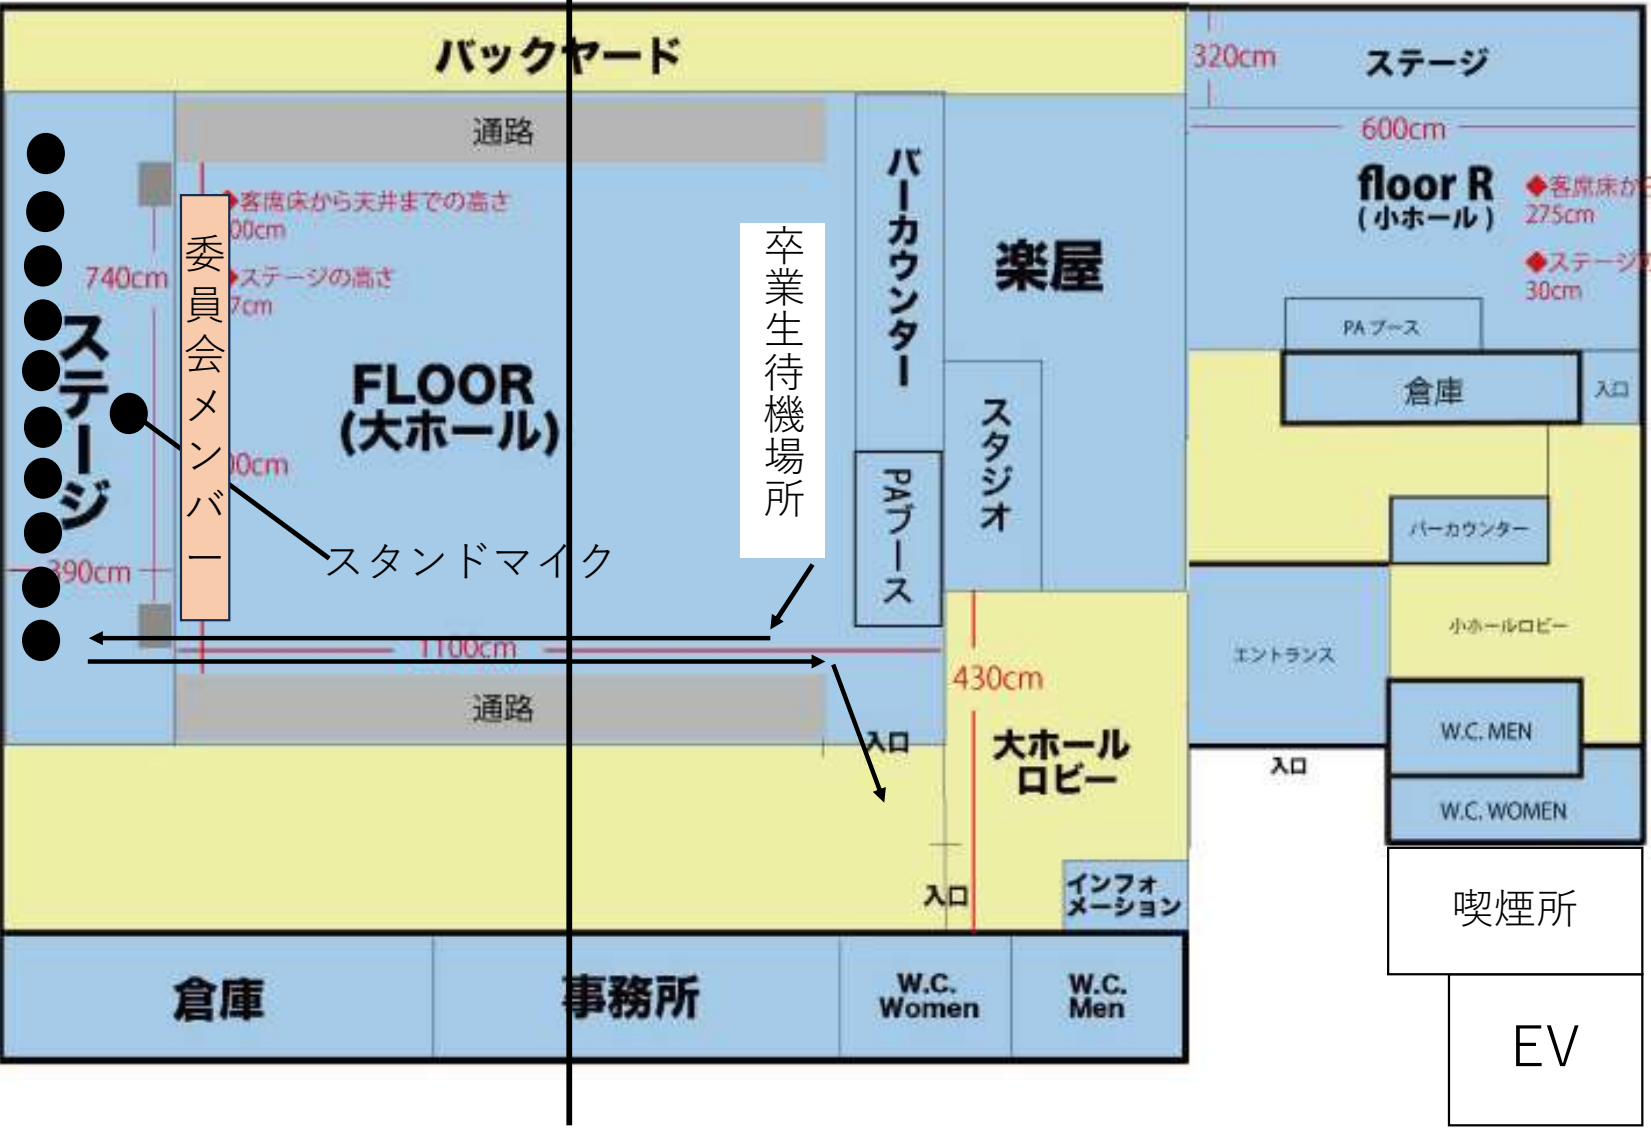 バックヤード
320cm
ステージ
通路
600cm
バーカウンター
floor R
(小ホール)
◆客席床か
275cm
◆客席床から天井までの高さ
00cm
委員会メンバー
卒業生待機場所
楽屋
◆ステージ
30cm
740cm
◆ステージの高さ
7cm
ステージ
PAブース
FLOOR
(大ホール)
倉庫
入口
スタジオ
00cm
PAブース
バーカウンター
スタンドマイク
390cm
小ホールロビー
エントランス
1100cm
430cm
通路
入口
大ホール
ロビー
W.C. MEN
入口
W.C. WOMEN
入口
インフォ
メーション
喫煙所
倉庫
事務所
W.C.
Women
W.C.
Men
EV